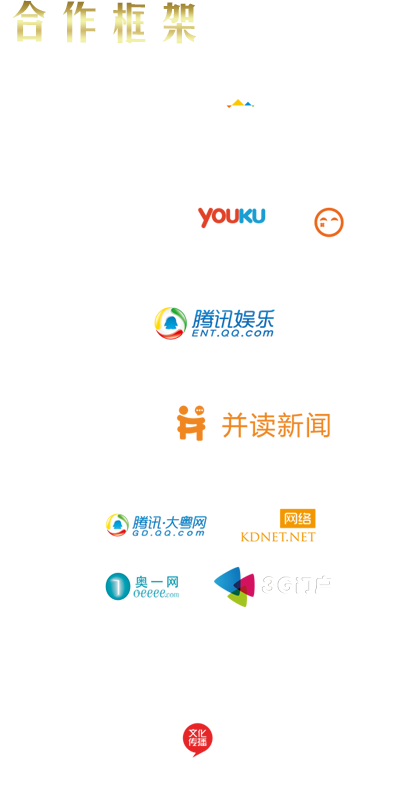 合作框架
YOUKU
腾讯娱乐
ENT.QQ.com
并读新闻
腾讯·大粤网
GD.QQ.com
网络
KDNET.NET
奥一网
oeeee.com
3G门户
文化
传播